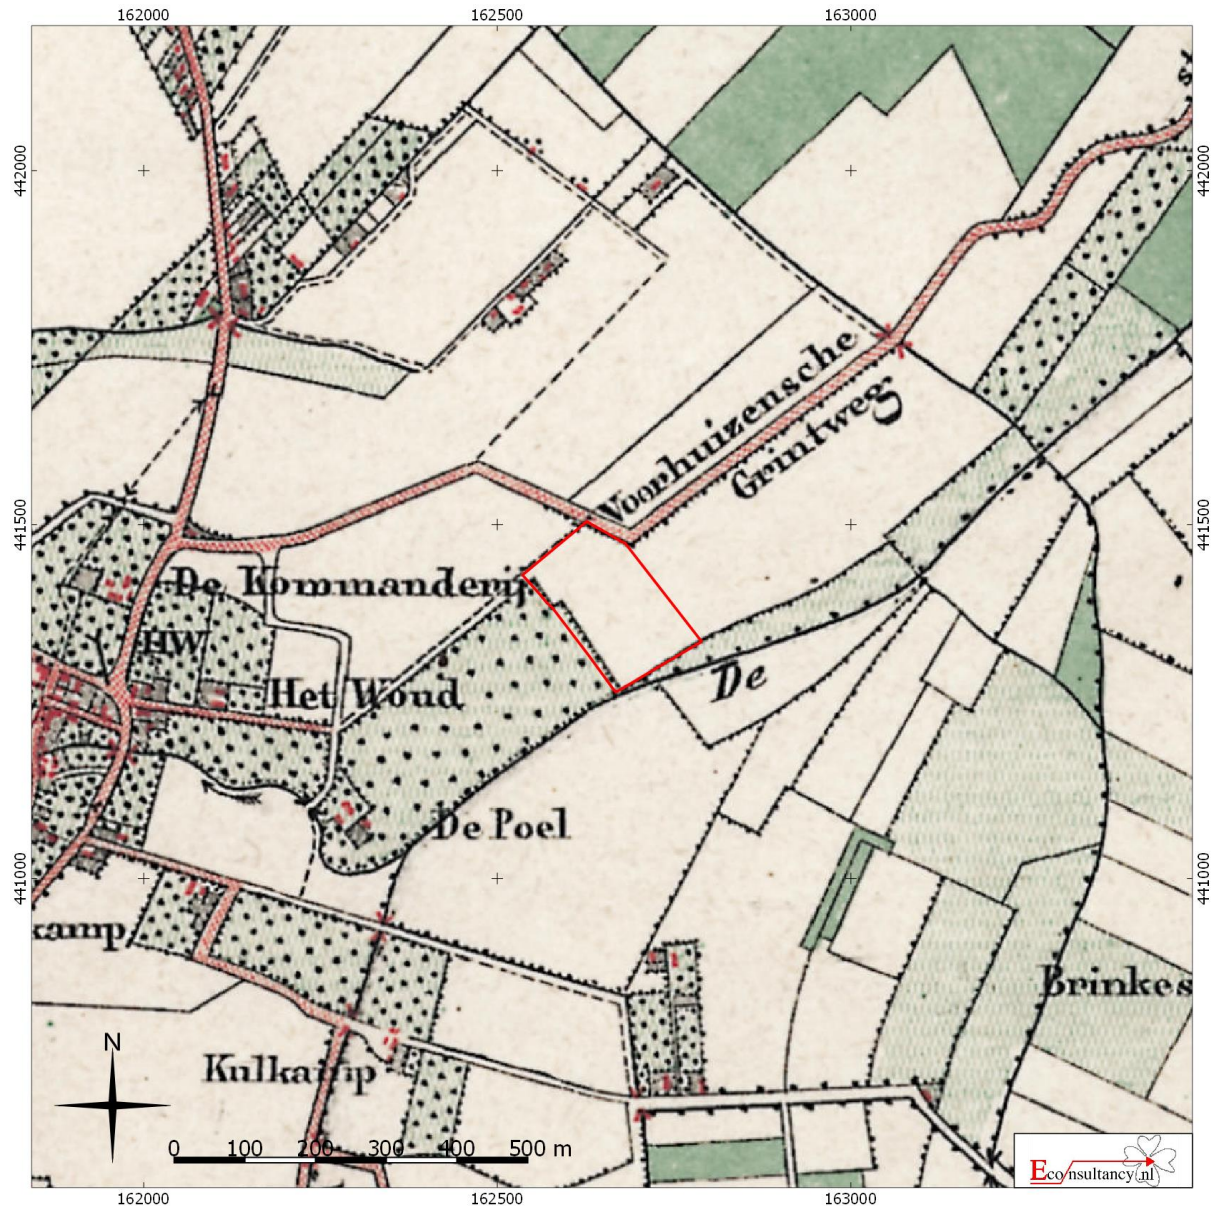 162000 162500 163000
442000
442000
Voorhuizensche
Grintweg
441500
441500
De Kommanderij
HW
Het Woud
De
De Poel
441000
441000
kamp
Brinkes
Kulkamp
N
0 100 200 300 400 500 m
Econsultancy.nl
162000 162500 163000